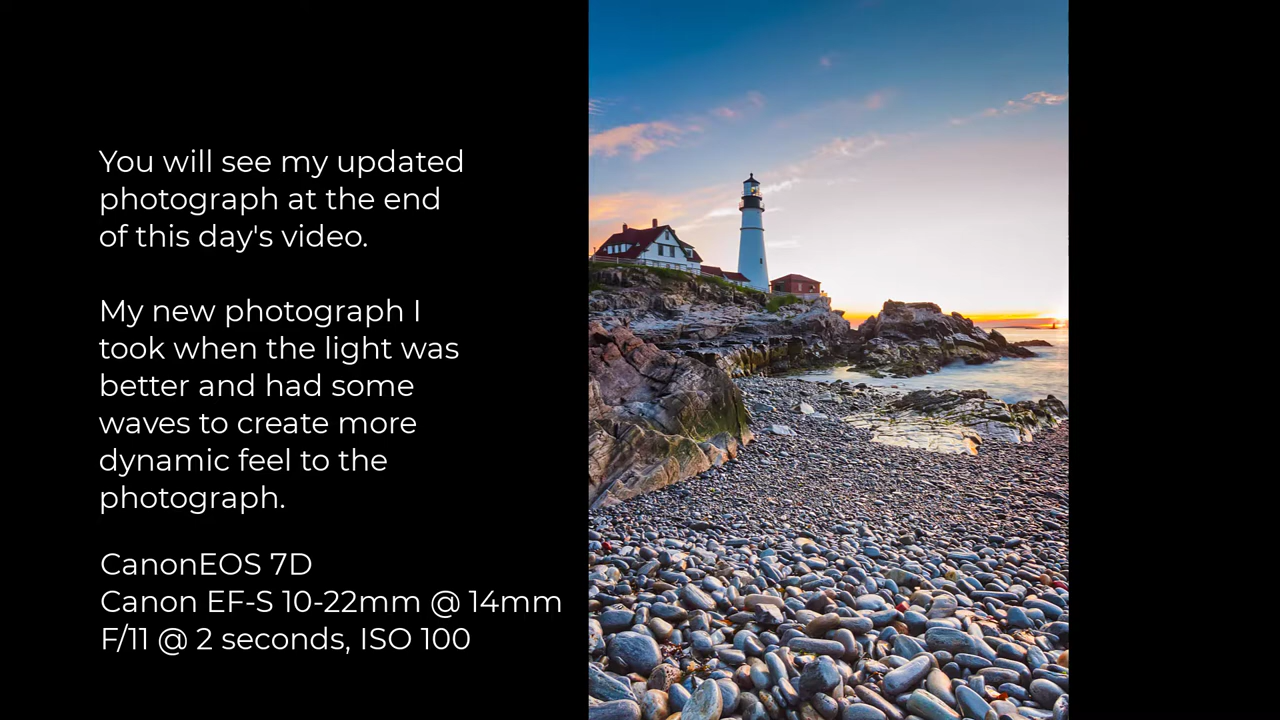 You will see my updated
photograph at the end
of this day's video.
My new photograph I
took when the light was
better and had some
waves to create more
dynamic feel to the
photograph.
CanonEOS 7D
Canon EF-S 10-22mm @ 14mm
F/11 @ 2 seconds, ISO 100